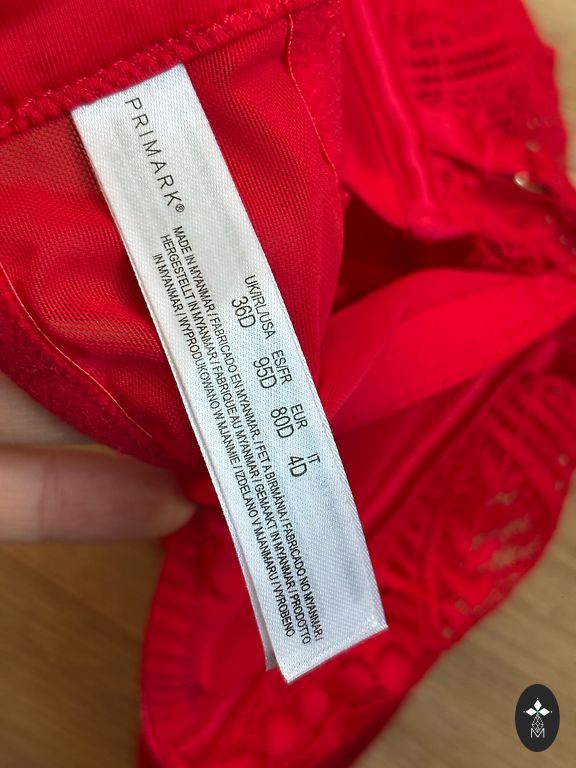 PRIMARK®
UK/IRL/USA ES/FR EUR IT
36D 95D 80D 4D
MADE IN MYANMAR / FABRICADO EN MYANMAR / FET A BIRMÀNIA / FABRICADO NO MYANMAR /
HERGESTELLT IN MYANMAR / FABRIQUÉ AU MYANMAR / GEMAAKT IN MYANMAR / PRODOTTO
IN MYANMAR / WYPRODUKOWANO W MJANMIE / IZDELANO V MJANMARU / VYROBENO
M